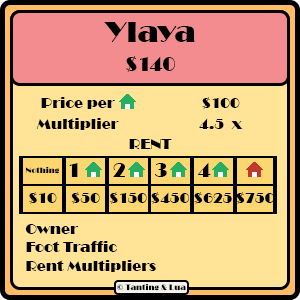 Ylaya
$140
Price per $100
Multiplier 4.5 x
RENT
Nothing 1 2 3 4
$10 $50 $150 $450 $625 $750
Owner
Foot Traffic
Rent Multipliers
© Tanting & Lua